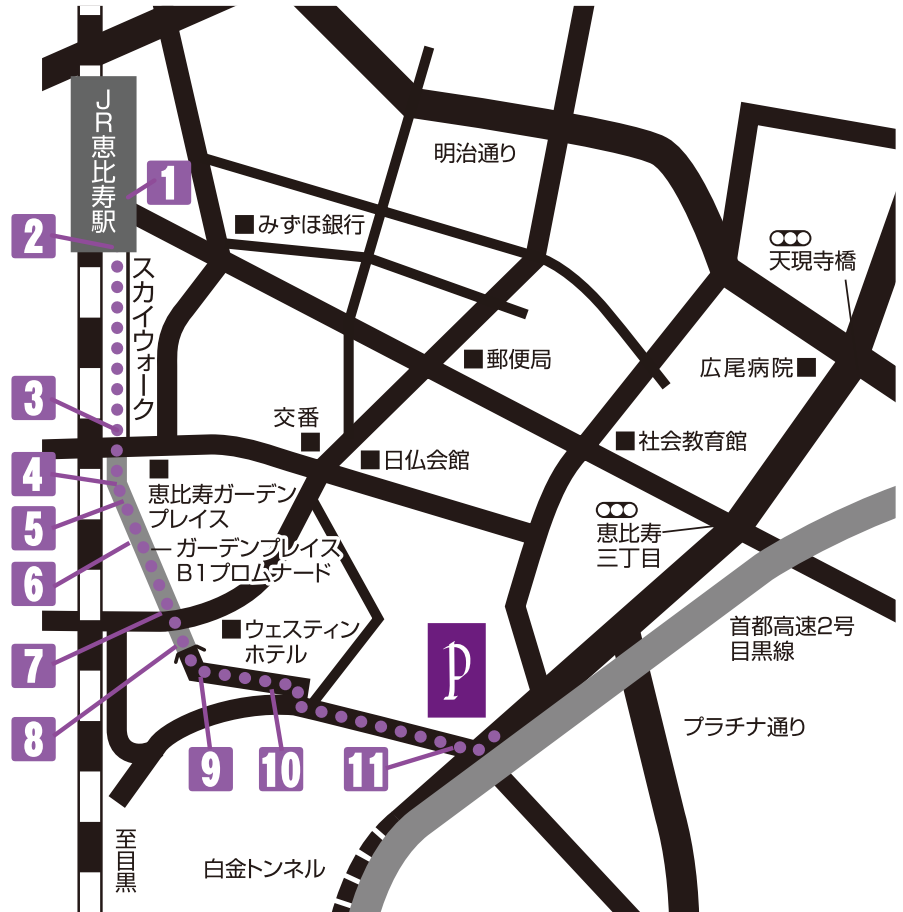 JR恵比寿駅
1
明治通り
2
みずほ銀行
天現寺橋
スカイウォーク
郵便局
広尾病院
3
交番
社会教育館
日仏会館
4
恵比寿ガーデン
プレイス
5
恵比寿
三丁目
ガーデンプレイス
B1プロムナード
6
ウェスティン
ホテル
首都高速2号
目黒線
7
P
プラチナ通り
8
9
10
11
至目黒
白金トンネル